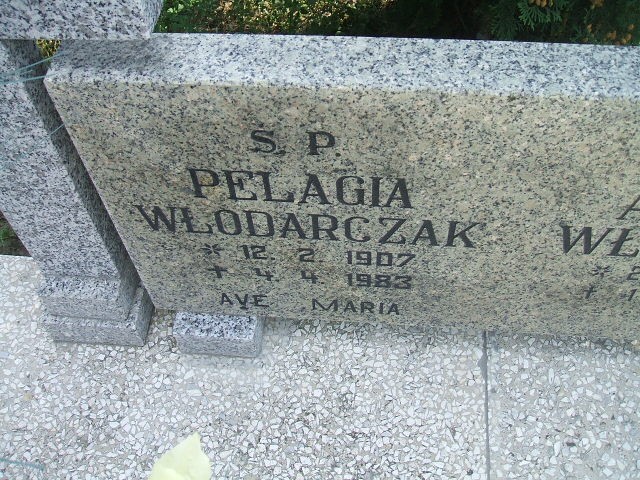 Ś. P.
PELAGIA
WŁODARCZAK
* 12. 2 1907
+ 4. 4 1983
AVE MARIA